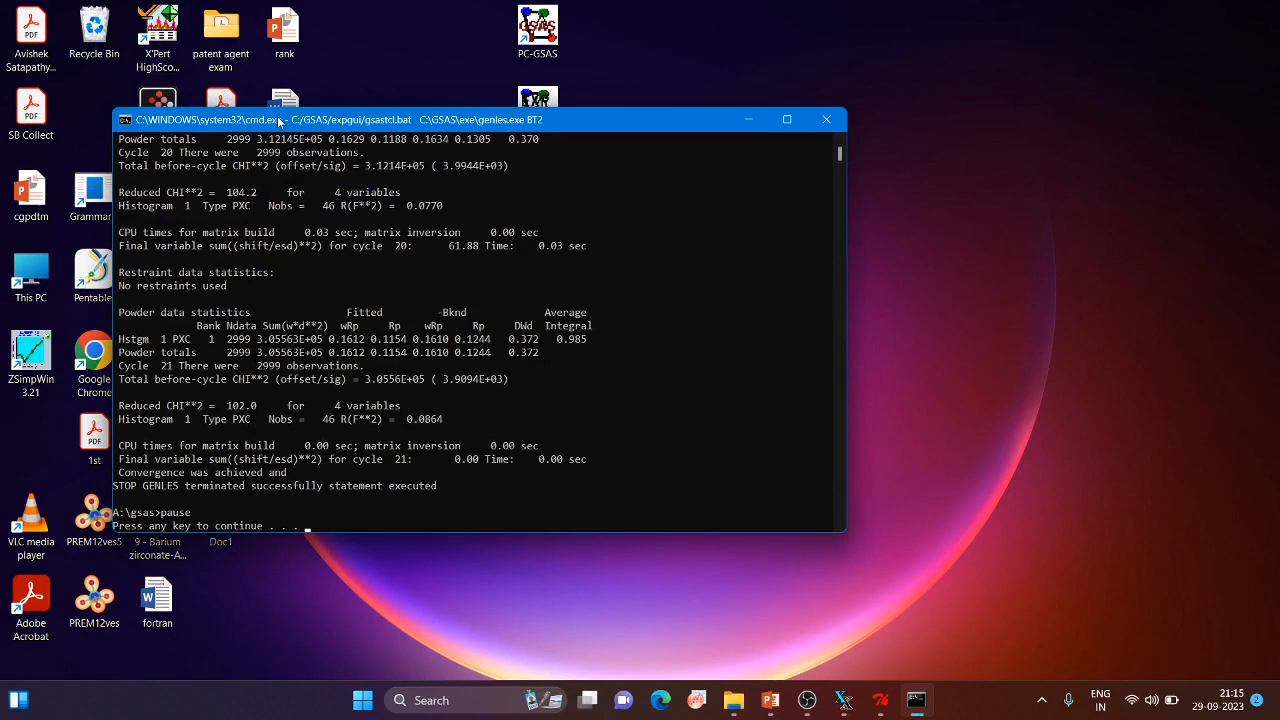 Avishek
Satapathy...
Recycle Bin
X'Pert
HighSco...
patent agent
exam
rank
GSAS
PC-GSAS
SB Collect
cgpdtm
Grammar
This PC
Pentable
ZSimpWin
3.21
Google
Chrome
1st
VLC media
player
PREM12ves5
9 - Barium
zirconate-A...
Doc1
Adobe
Acrobat
PREM12ves
fortran
C:\WINDOWS\system32\cmd.exe - C:/GSAS/expgui/gsastcl.bat C:\GSAS\exe\genles.exe BT2
Powder totals 2999 3.12145E+05 0.1629 0.1188 0.1634 0.1305 0.370
Cycle 20 There were 2999 observations.
Total before-cycle CHI**2 (offset/sig) = 3.1214E+05 ( 3.9944E+03)
Reduced CHI**2 = 104.2 for 4 variables
Histogram 1 Type PXC Nobs = 46 R(F**2) = 0.0770
CPU times for matrix build 0.03 sec; matrix inversion 0.00 sec
Final variable sum((shift/esd)**2) for cycle 20: 61.88 Time: 0.03 sec
Restraint data statistics:
No restraints used
Powder data statistics Fitted -Bknd Average
Bank Ndata Sum(w*d**2) wRp Rp wRp Rp DWd Integral
Hstgm 1 PXC 1 2999 3.05563E+05 0.1612 0.1154 0.1610 0.1244 0.372 0.985
Powder totals 2999 3.05563E+05 0.1612 0.1154 0.1610 0.1244 0.372
Cycle 21 There were 2999 observations.
Total before-cycle CHI**2 (offset/sig) = 3.0556E+05 ( 3.9094E+03)
Reduced CHI**2 = 102.0 for 4 variables
Histogram 1 Type PXC Nobs = 46 R(F**2) = 0.0864
CPU times for matrix build 0.00 sec; matrix inversion 0.00 sec
Final variable sum((shift/esd)**2) for cycle 21: 0.00 Time: 0.00 sec
Convergence was achieved and
STOP GENLES terminated successfully statement executed
A:\gsas>pause
Press any key to continue . . .
Search
ENG
IN
21:15
29-09-2023
2